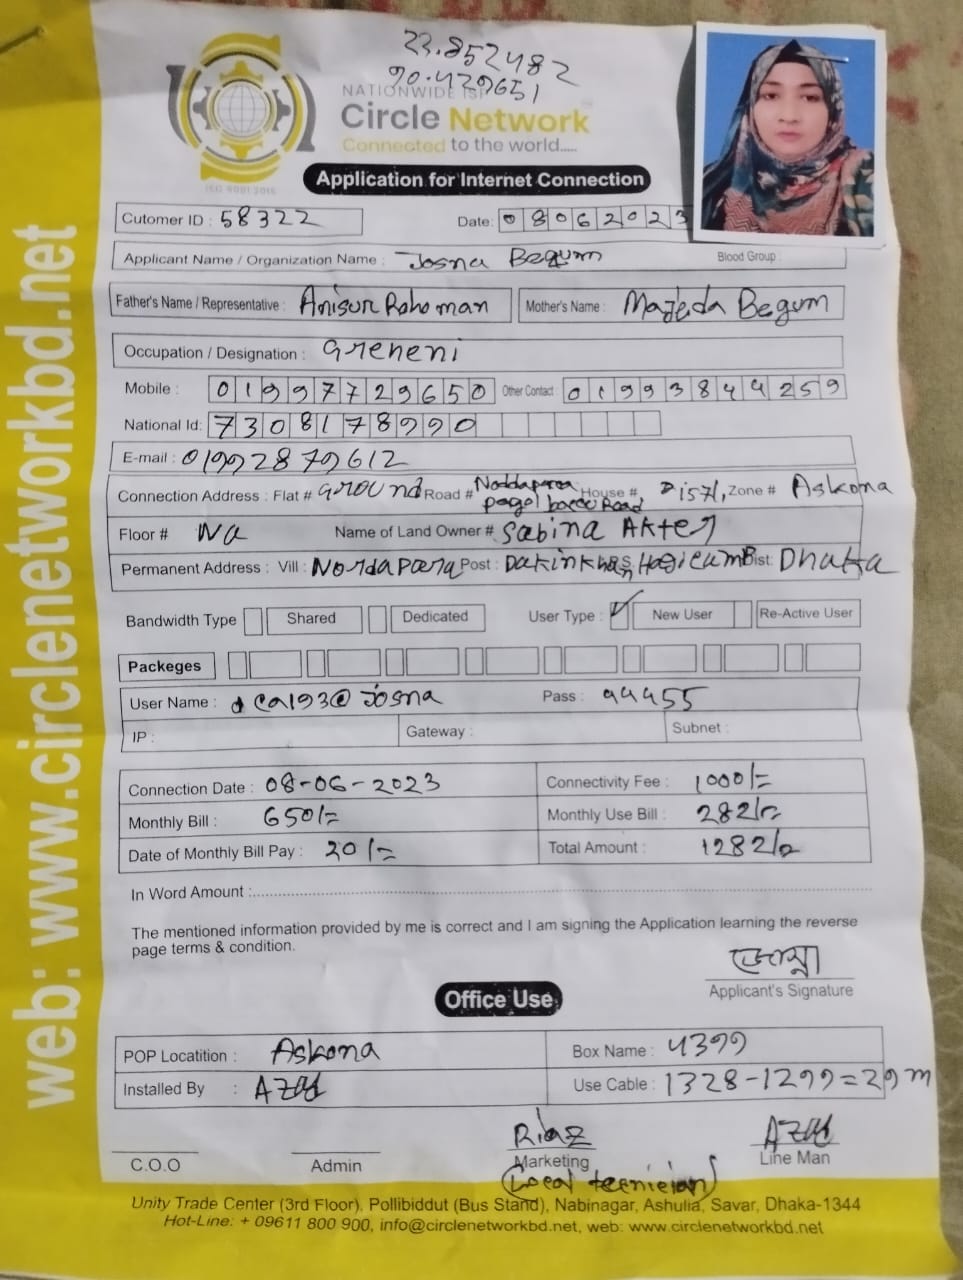 23.852482
90.429651
NATIONWIDE ISP
Circle Network
Connected to the world.....
ISO 9001:2015
Application for Internet Connection
Cutomer ID : 58322 Date: 08062023
Applicant Name / Organization Name : Josna Begum Blood Group :
Father's Name / Representative : Anisur Rohoman Mother's Name : Majeda Begum
Occupation / Designation : Greheni
Mobile : 01997729650 Other Contact : 01993844259
National Id: 7308178990
E-mail : 01992879612
Connection Address : Flat # Ground Road # Noddapara Road House # Zone # Askona
Floor # Na Name of Land Owner # Sabina Akter
Permanent Address : Vill : Nordapara Post : Dist: Dhaka
Bandwidth Type Shared Dedicated User Type : ✓ New User Re-Active User
Packeges
User Name : Ca193@Josna Pass : 44455
IP : Gateway : Subnet :
Connection Date : 08-06-2023 Connectivity Fee : 1000/=
Monthly Bill : 650/= Monthly Use Bill : 282/=
Date of Monthly Bill Pay : 20/= Total Amount : 1282/=
In Word Amount :
The mentioned information provided by me is correct and I am signing the Application learning the reverse
page terms & condition.
জোস্না
Applicant's Signature
Office Use
POP Locatition : Askona Box Name : 4399
Installed By : Azad Use Cable : 1328-1299=29m
Riaz Azad
C.O.O Admin Marketing Line Man
(Local tecnician)
Unity Trade Center (3rd Floor), Pollibiddut (Bus Stand), Nabinagar, Ashulia, Savar, Dhaka-1344
Hot-Line: + 09611 800 900, info@circlenetworkbd.net, web: www.circlenetworkbd.net
web: www.circlenetworkbd.net